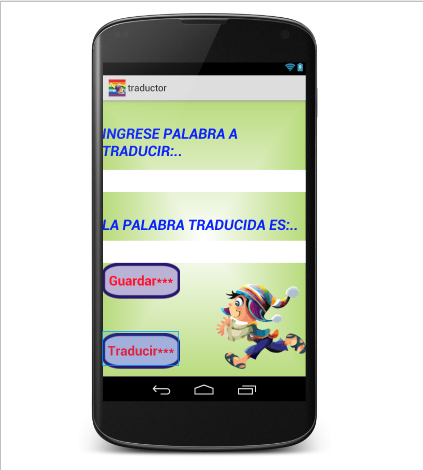 traductor
INGRESE PALABRA A
TRADUCIR:..
LA PALABRA TRADUCIDA ES:..
Guardar***
Traducir***